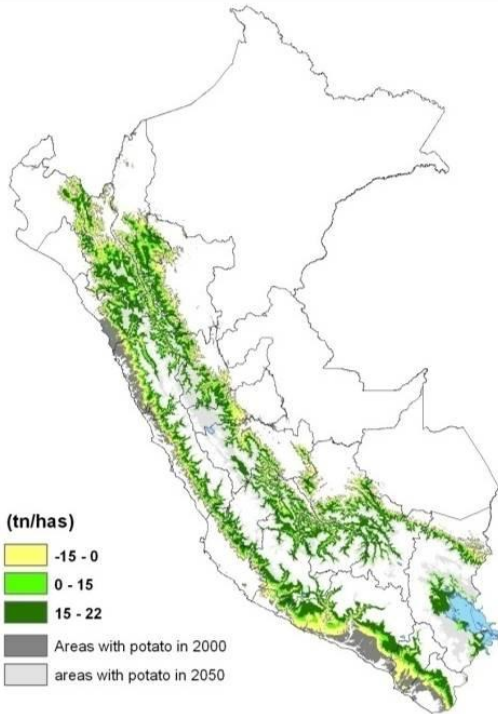 (tn/has)
-15 - 0
0 - 15
15 - 22
Areas with potato in 2000
areas with potato in 2050